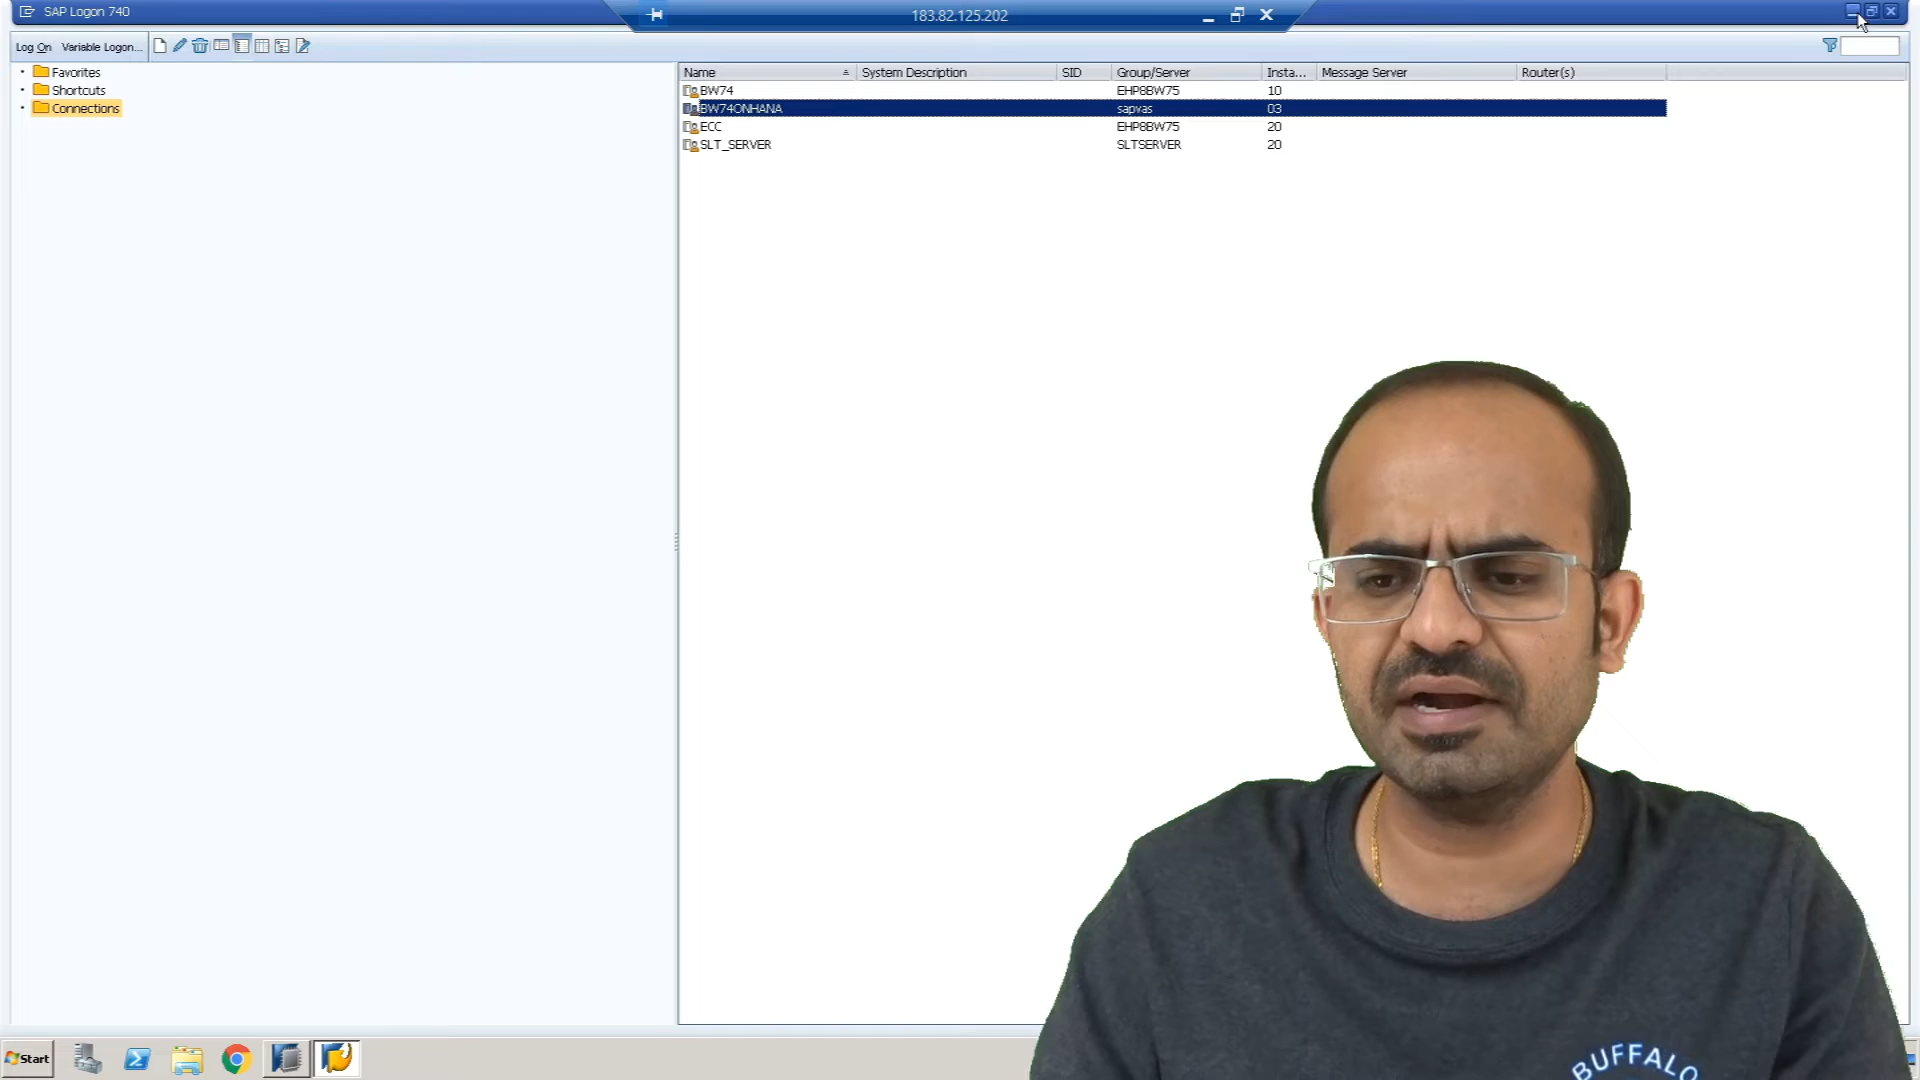 SAP Logon 740
183.82.125.202
Log On Variable Logon...
Favorites
Shortcuts
Connections
Name System Description SID Group/Server Insta... Message Server Router(s)
BW74 EHP8BW75 10
BW74ONHANA sapvas 03
ECC EHP8BW75 20
SLT_SERVER SLTSERVER 20
BUFFALO
Start